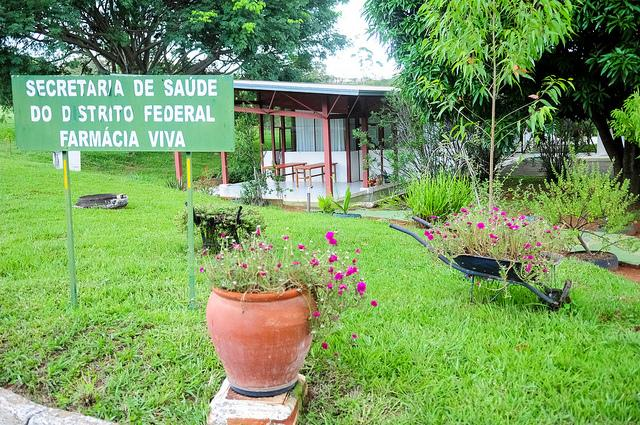 SECRETARIA DE SAÚDE
DO DISTRITO FEDERAL
FARMÁCIA VIVA